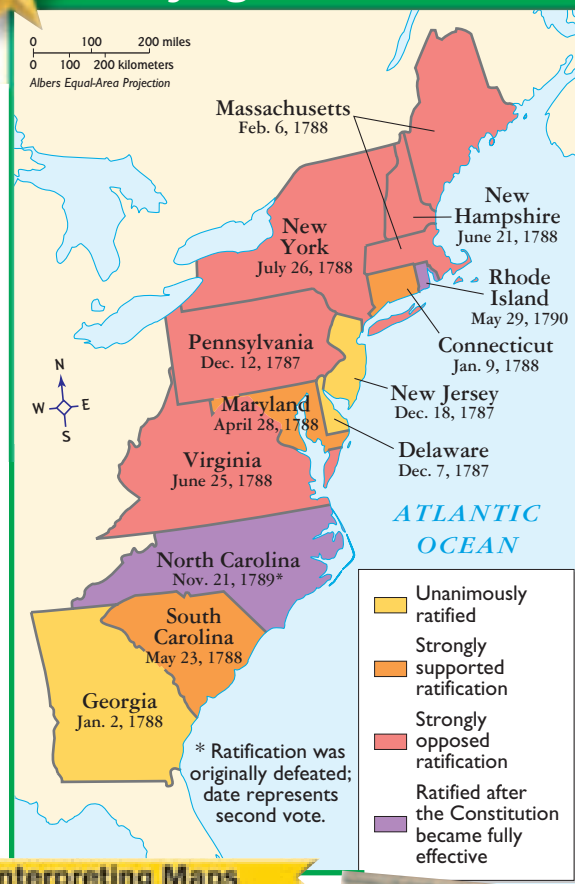 0 100 200 miles
0 100 200 kilometers
Albers Equal-Area Projection
Massachusetts
Feb. 6, 1788
New
Hampshire
June 21, 1788
New
York
July 26, 1788
Rhode
Island
May 29, 1790
Connecticut
Jan. 9, 1788
Pennsylvania
Dec. 12, 1787
New Jersey
Dec. 18, 1787
N
W E
S
Maryland
April 28, 1788
Delaware
Dec. 7, 1787
Virginia
June 25, 1788
ATLANTIC
OCEAN
North Carolina
Nov. 21, 1789*
South
Carolina
May 23, 1788
Georgia
Jan. 2, 1788
* Ratification was
originally defeated;
date represents
second vote.
Unanimously
ratified
Strongly
supported
ratification
Strongly
opposed
ratification
Ratified after
the Constitution
became fully
effective
nterpreting Maps